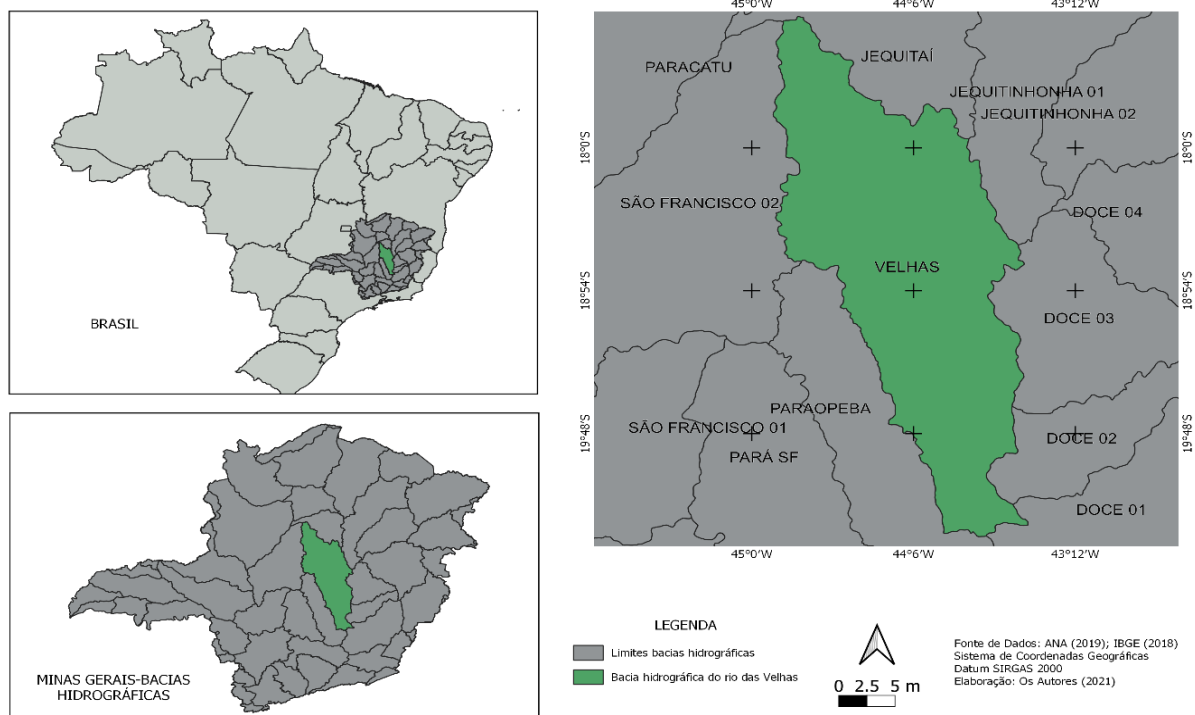 BRASIL
MINAS GERAIS-BACIAS
HIDROGRÁFICAS
45°0'W 44°6'W 43°12'W
PARACATU
JEQUITAÍ
JEQUITINHONHA 01
JEQUITINHONHA 02
18°0'S
18°0'S
SÃO FRANCISCO 02
DOCE 04
VELHAS
18°54'S
18°54'S
DOCE 03
PARAOPEBA
SÃO FRANCISCO 01
19°48'S
19°48'S
DOCE 02
PARÁ SF
DOCE 01
45°0'W 44°6'W 43°12'W
LEGENDA
Limites bacias hidrográficas
Bacia hidrográfica do rio das Velhas
0 2.5 5 m
Fonte de Dados: ANA (2019); IBGE (2018)
Sistema de Coordenadas Geográficas
Datum SIRGAS 2000
Elaboração: Os Autores (2021)